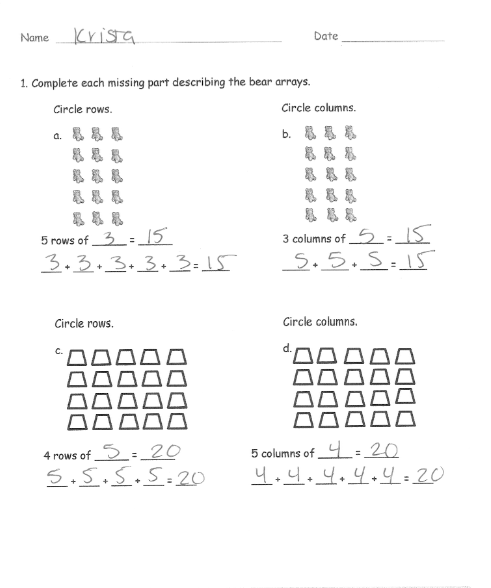 Name Krista Date
1. Complete each missing part describing the bear arrays.
Circle rows.
Circle columns.
a.
b.
5 rows of 3 = 15
3 columns of 5 = 15
3 + 3 + 3 + 3 + 3 = 15
5 + 5 + 5 = 15
Circle rows.
Circle columns.
c.
d.
4 rows of 5 = 20
5 columns of 4 = 20
5 + 5 + 5 + 5 = 20
4 + 4 + 4 + 4 + 4 = 20